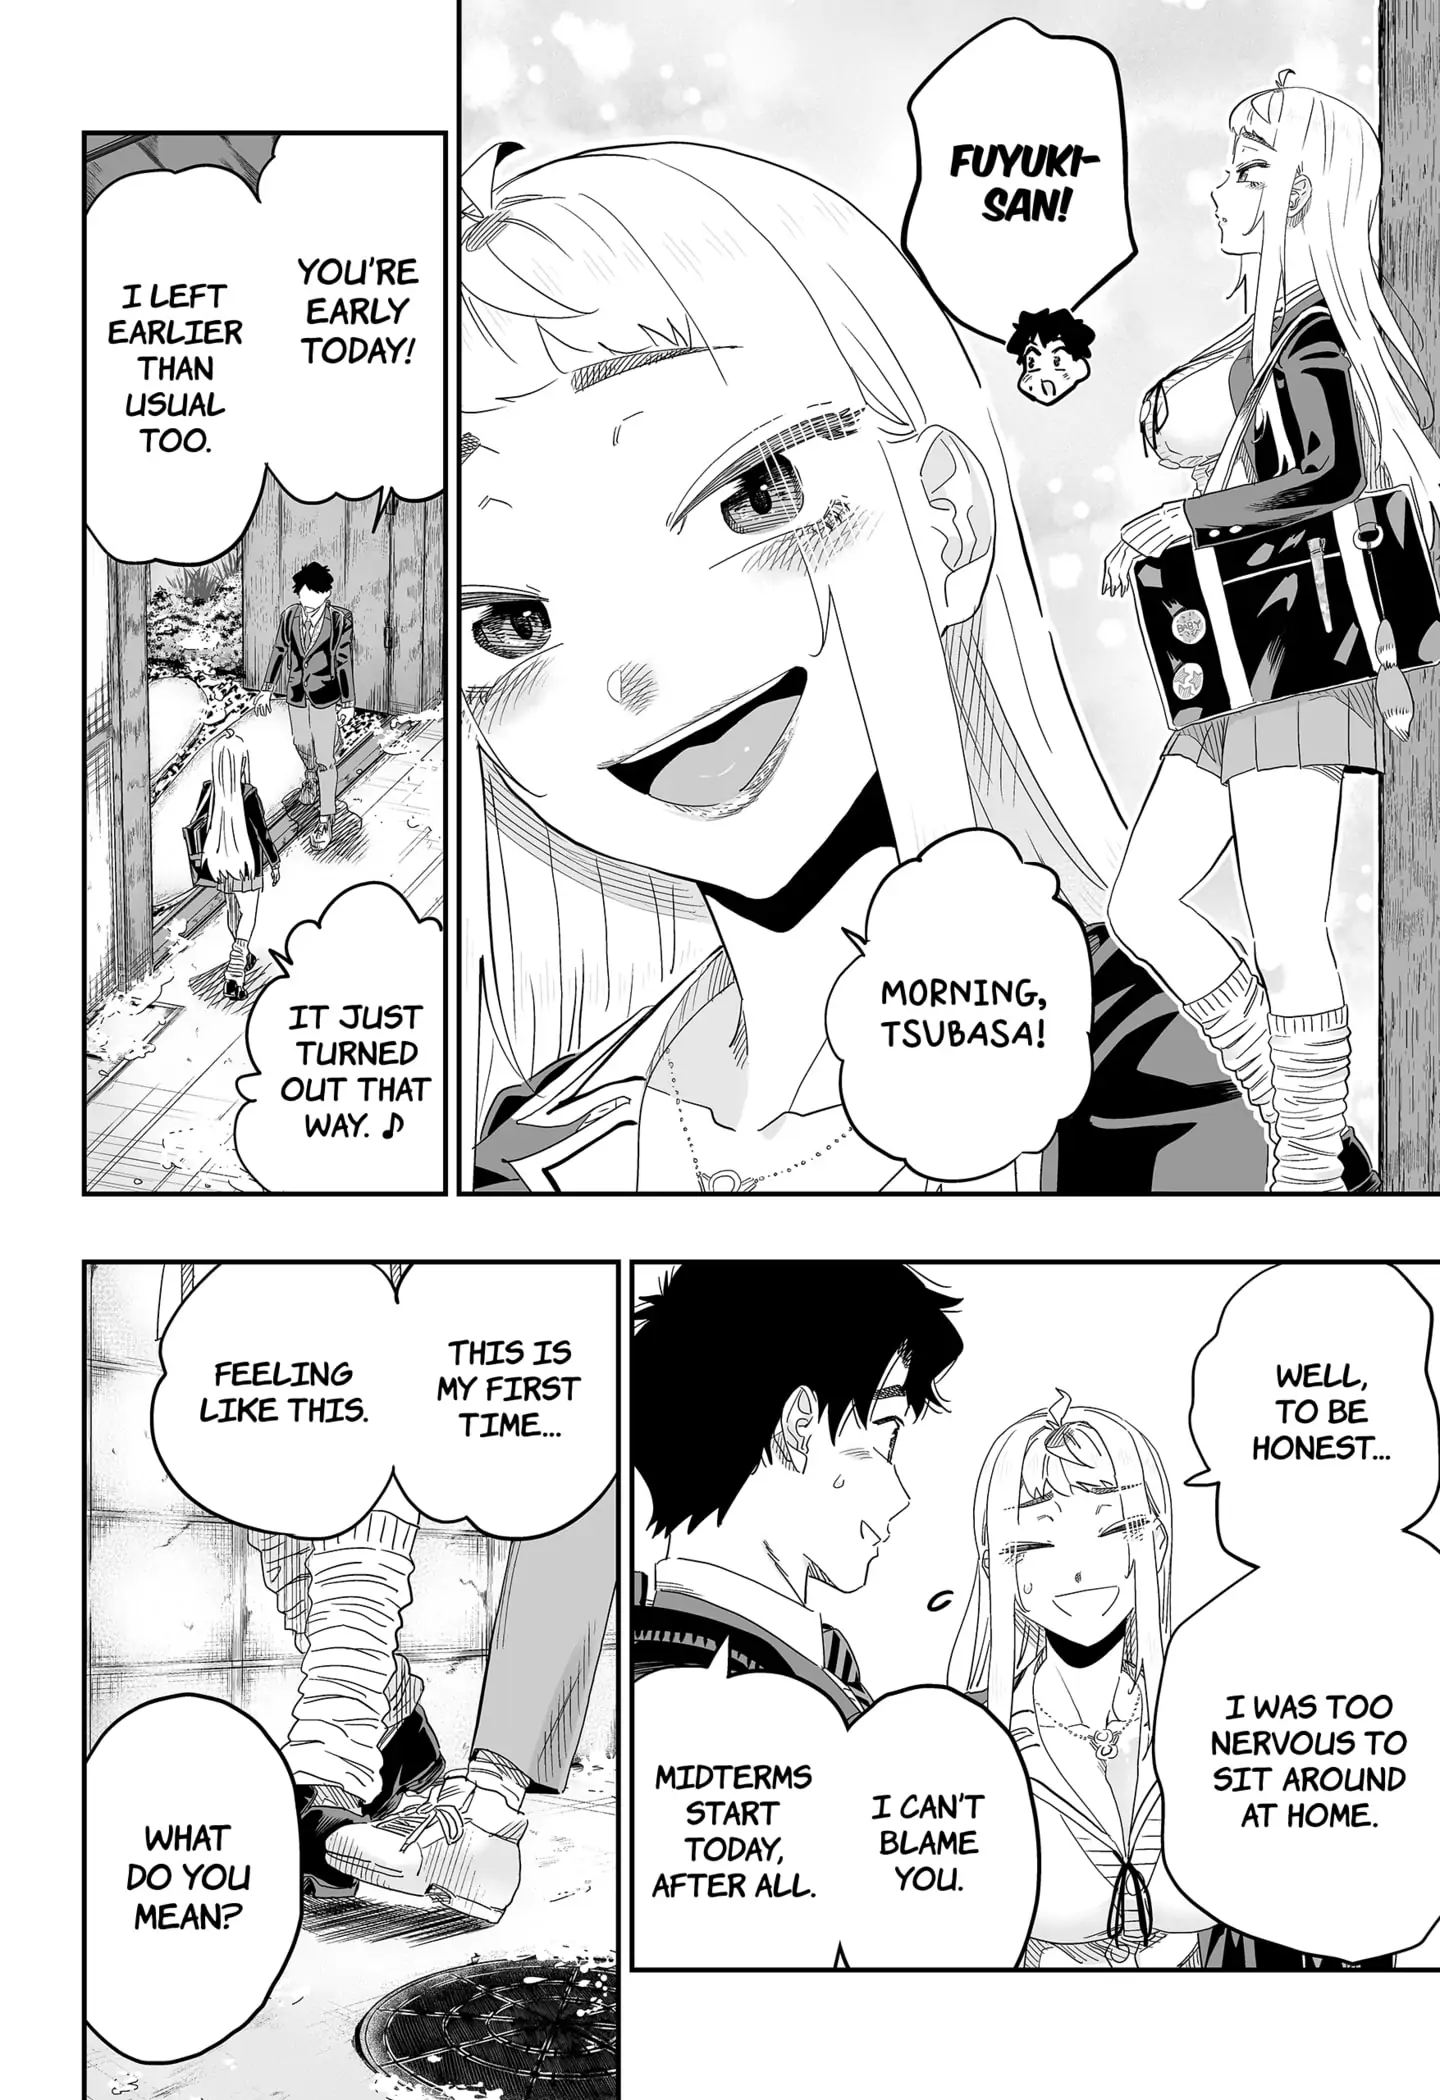 FUYUKI-
SAN!
MORNING,
TSUBASA!
YOU'RE
EARLY
TODAY!
I LEFT
EARLIER
THAN
USUAL
TOO.
IT JUST
TURNED
OUT THAT
WAY. ♪
WELL,
TO BE
HONEST...
I WAS TOO
NERVOUS TO
SIT AROUND
AT HOME.
I CAN'T
BLAME
YOU.
MIDTERMS
START
TODAY,
AFTER ALL.
THIS IS
MY FIRST
TIME...
FEELING
LIKE THIS.
WHAT
DO YOU
MEAN?
BABY